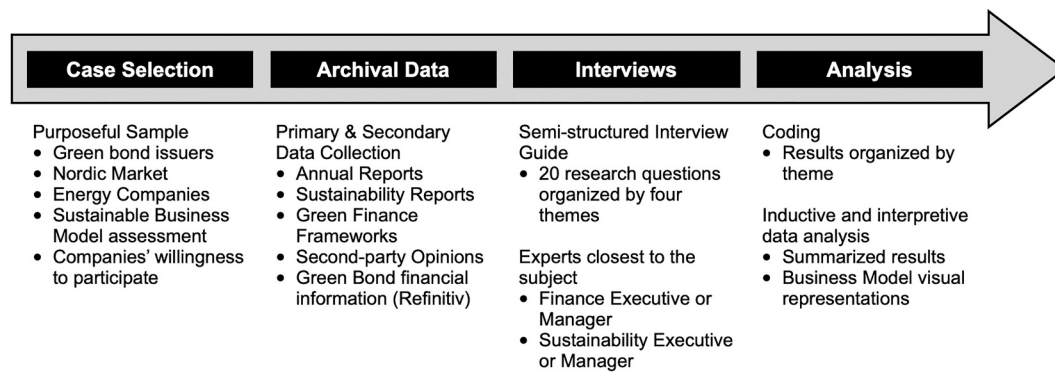 Case Selection
Archival Data
Interviews
Analysis
Purposeful Sample
• Green bond issuers
• Nordic Market
• Energy Companies
• Sustainable Business
Model assessment
• Companies' willingness
to participate
Primary & Secondary
Data Collection
• Annual Reports
• Sustainability Reports
• Green Finance
Frameworks
• Second-party Opinions
• Green Bond financial
information (Refinitiv)
Semi-structured Interview
Guide
• 20 research questions
organized by four
themes
Experts closest to the
subject
• Finance Executive or
Manager
• Sustainability Executive
or Manager
Coding
• Results organized by
theme
Inductive and interpretive
data analysis
• Summarized results
• Business Model visual
representations